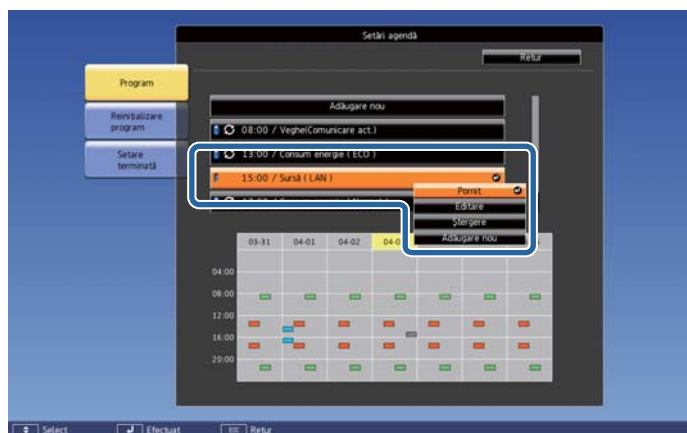 Setări agendă
Retur
Program
Reinițializare
program
Setare
terminată
Adăugare nou
08:00 / Veghe(Comunicare act.)
13:00 / Consum energie ( ECO )
15:00 / Sursă ( LAN )
Pornit
Editare
Ștergere
Adăugare nou
03-31 04-01 04-02
04:00
08:00
12:00
16:00
20:00
Select Efectuat Esc Retur